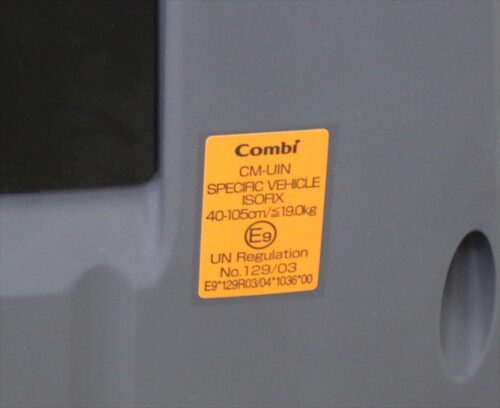 Combi
CM-UIN
SPECIFIC VEHICLE
ISOFIX
40-105cm/≦19.0kg
E9
UN Regulation
No.129/03
E9*129R03/04*1036*00